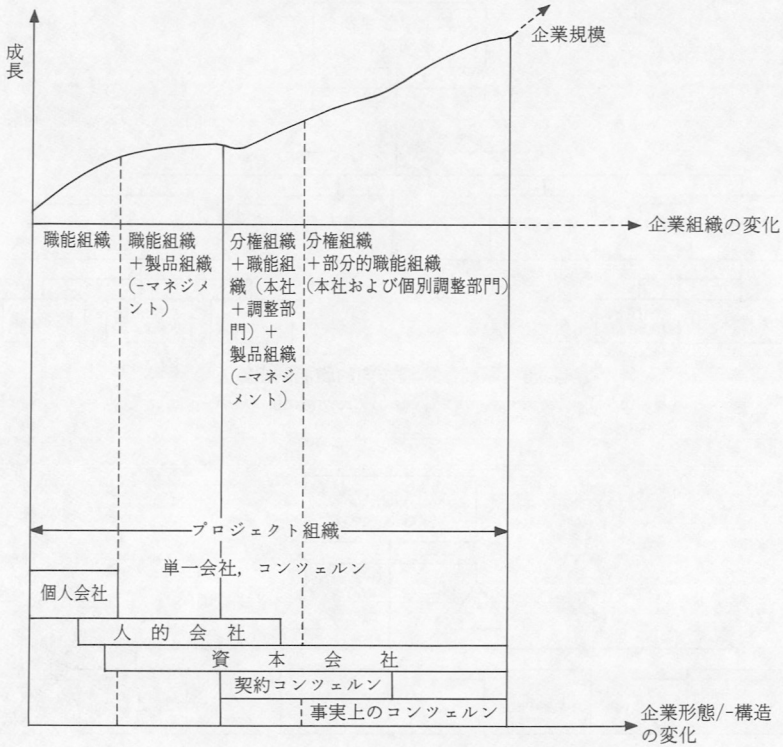 成長
企業規模
企業組織の変化
職能組織
職能組織
+製品組織
(-マネジメ
ント)
分権組織
+職能組
織（本社
+調整部
門）+
製品組織
(-マネジ
メント)
分権組織
+部分的職能組織
(本社および個別調整部門)
プロジェクト組織
単一会社，コンツェルン
個人会社
人的会社
資本会社
契約コンツェルン
事実上のコンツェルン
企業形態/-構造
の変化